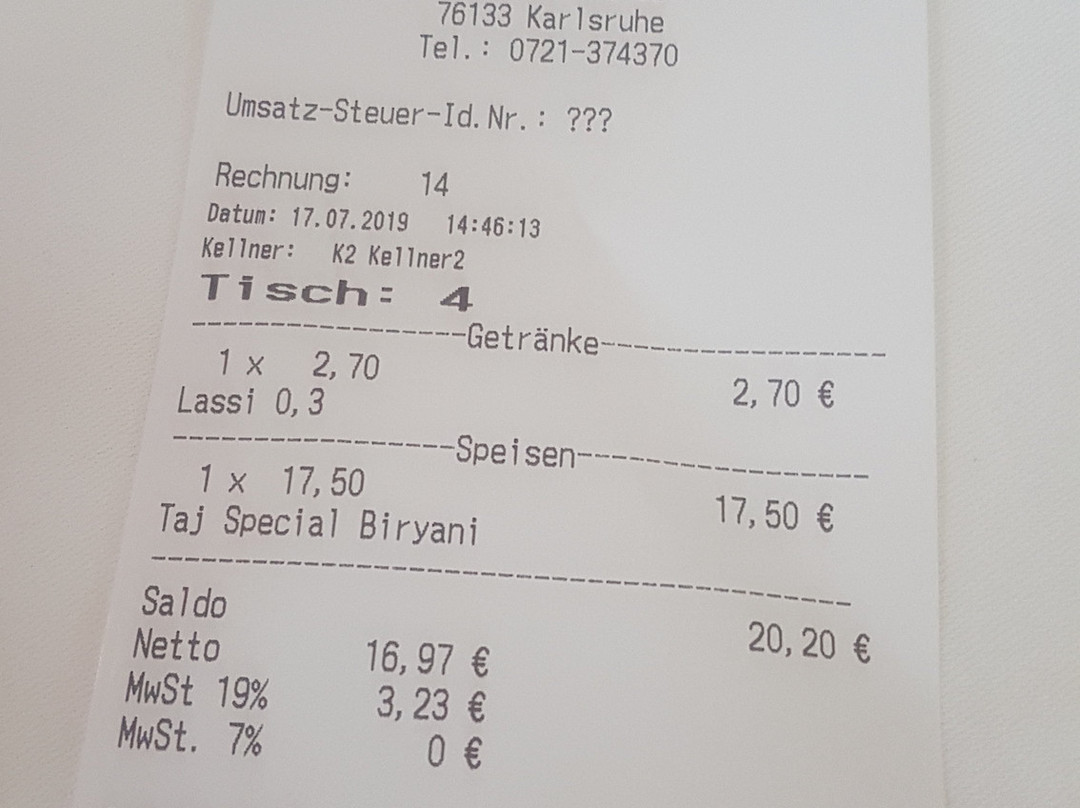 76133 Karlsruhe
Tel.: 0721-374370
Umsatz-Steuer-Id.Nr.: ???
Rechnung: 14
Datum: 17.07.2019 14:46:13
Kellner: K2 Kellner2
Tisch: 4
----------------Getränke----------------
1 x 2,70 2,70 €
Lassi 0,3
----------------Speisen----------------
1 x 17,50 17,50 €
Taj Special Biryani
----------------------------------------
Saldo 20,20 €
Netto 16,97 €
MwSt 19% 3,23 €
MwSt. 7% 0 €